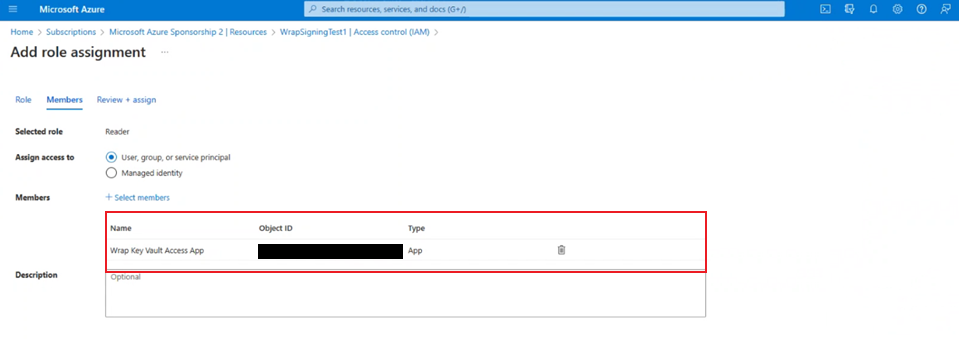 Microsoft Azure
Search resources, services, and docs (G+/)
Home > Subscriptions > Microsoft Azure Sponsorship 2 | Resources > WrapSigningTest1 | Access control (IAM) >
Add role assignment ...
Role Members Review + assign
Selected role Reader
Assign access to User, group, or service principal
Managed identity
Members + Select members
Name Object ID Type
Wrap Key Vault Access App App
Description Optional